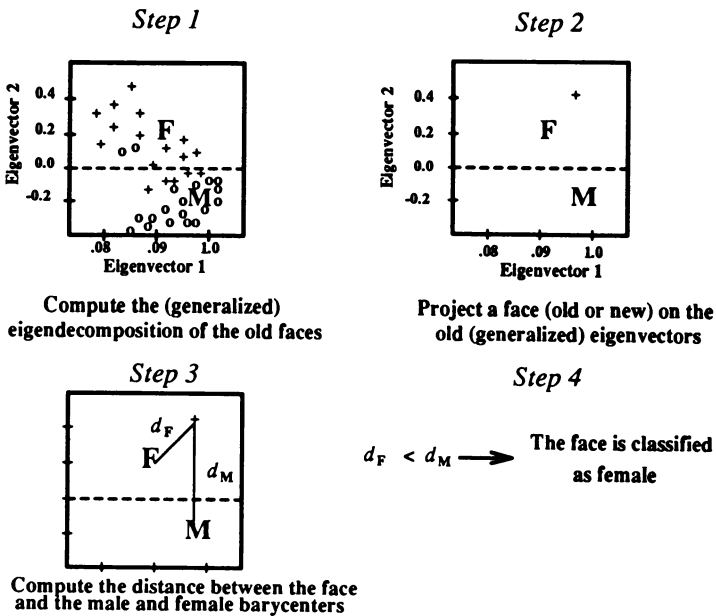 Step 1
Eigenvector 2
0.4
0.2
0.0
-0.2
F
M
.08
.09
1.0
Eigenvector 1
Compute the (generalized)
eigendecomposition of the old faces
Step 2
Eigenvector 2
0.4
0.2
0.0
-0.2
F
M
.08
.09
1.0
Eigenvector 1
Project a face (old or new) on the
old (generalized) eigenvectors
Step 3
dF
F
dM
M
Compute the distance between the face
and the male and female barycenters
Step 4
dF < dM
The face is classified
as female